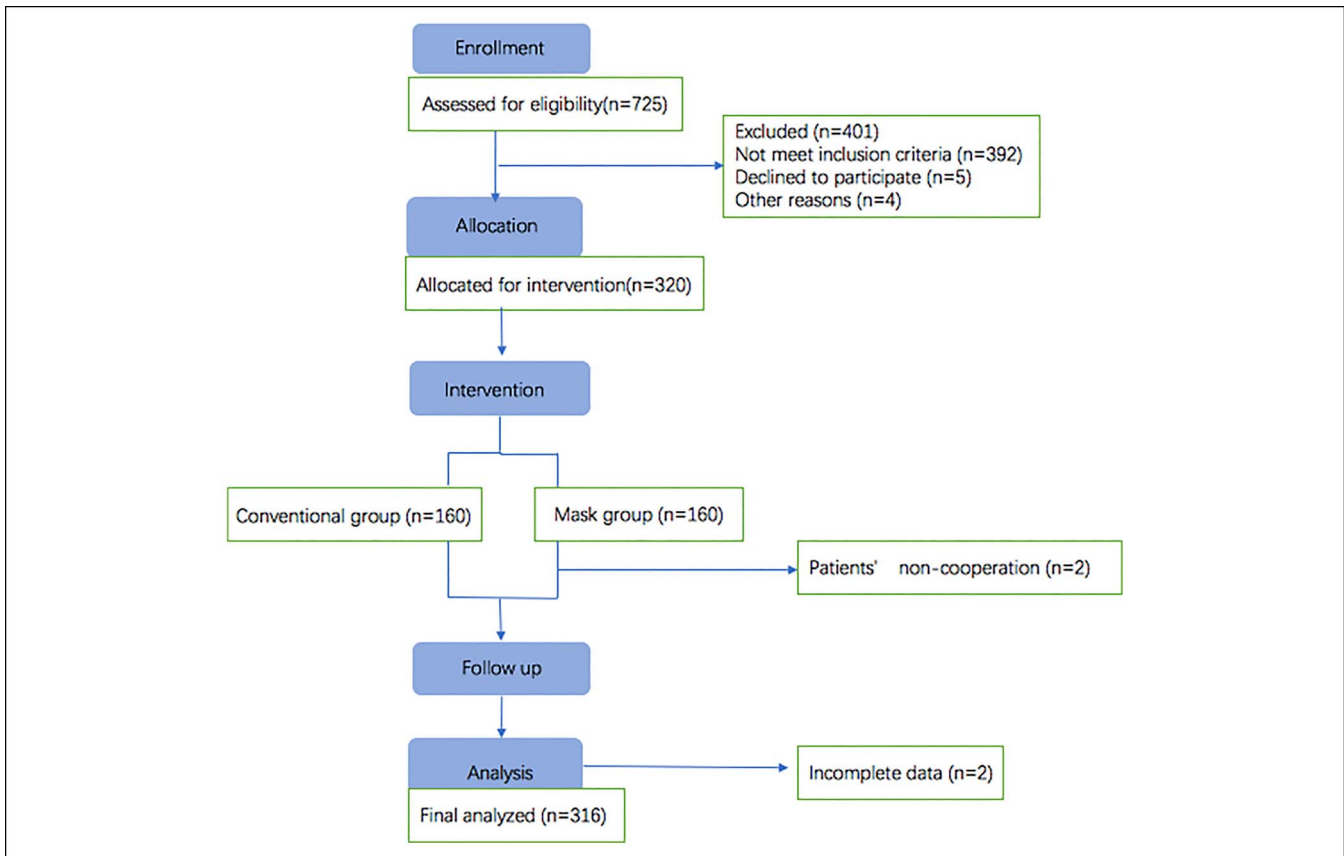 Enrollment
Assessed for eligibility(n=725)
Excluded (n=401)
Not meet inclusion criteria (n=392)
Declined to participate (n=5)
Other reasons (n=4)
Allocation
Allocated for intervention(n=320)
Intervention
Conventional group (n=160)
Mask group (n=160)
Patients' non-cooperation (n=2)
Follow up
Analysis
Incomplete data (n=2)
Final analyzed (n=316)